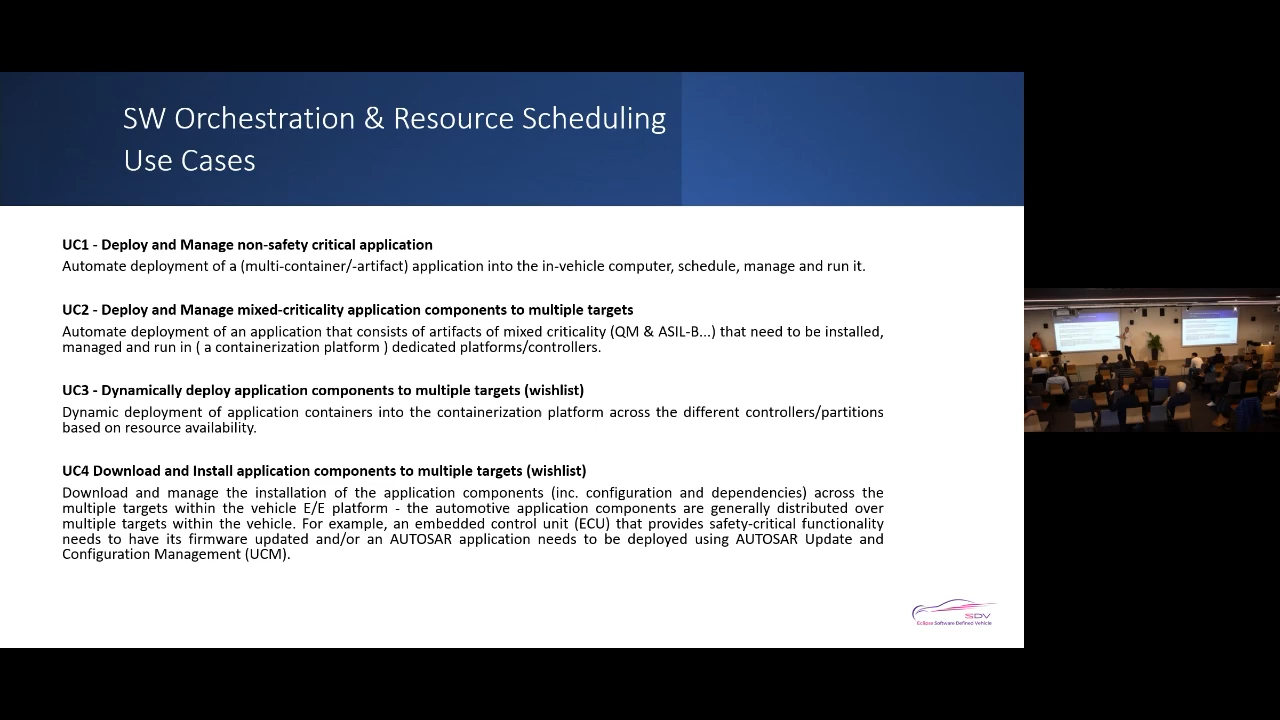 SW Orchestration & Resource Scheduling
Use Cases
UC1 - Deploy and Manage non-safety critical application
Automate deployment of a (multi-container/-artifact) application into the in-vehicle computer, schedule, manage and run it.
UC2 - Deploy and Manage mixed-criticality application components to multiple targets
Automate deployment of an application that consists of artifacts of mixed criticality (QM & ASIL-B...) that need to be installed,
managed and run in ( a containerization platform ) dedicated platforms/controllers.
UC3 - Dynamically deploy application components to multiple targets (wishlist)
Dynamic deployment of application containers into the containerization platform across the different controllers/partitions
based on resource availability.
UC4 Download and Install application components to multiple targets (wishlist)
Download and manage the installation of the application components (inc. configuration and dependencies) across the
multiple targets within the vehicle E/E platform - the automotive application components are generally distributed over
multiple targets within the vehicle. For example, an embedded control unit (ECU) that provides safety-critical functionality
needs to have its firmware updated and/or an AUTOSAR application needs to be deployed using AUTOSAR Update and
Configuration Management (UCM).
SDV
Eclipse Software Defined Vehicle